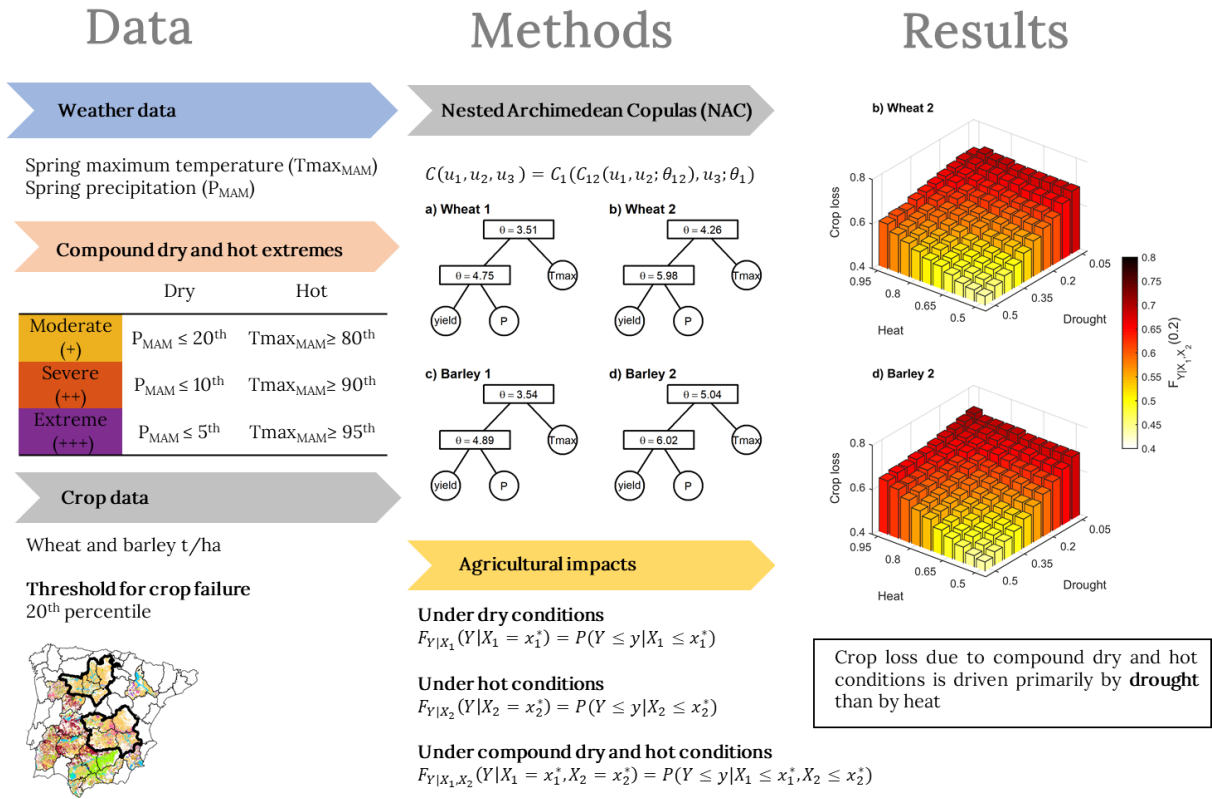 Data
Weather data
Spring maximum temperature (Tmax_MAM)
Spring precipitation (P_MAM)
Compound dry and hot extremes
Dry Hot
Moderate
(+)
P_MAM ≤ 20th Tmax_MAM≥ 80th
Severe
(++)
P_MAM ≤ 10th Tmax_MAM≥ 90th
Extreme
(+++)
P_MAM ≤ 5th Tmax_MAM≥ 95th
Crop data
Wheat and barley t/ha
Threshold for crop failure
20th percentile
Methods
Nested Archimedean Copulas (NAC)
C(u₁,u₂,u₃ ) = C₁(C₁₂(u₁,u₂;θ₁₂),u₃;θ₁)
a) Wheat 1
θ = 3.51
θ = 4.75
Tmax
yield
P
b) Wheat 2
θ = 4.26
θ = 5.98
Tmax
yield
P
c) Barley 1
θ = 3.54
θ = 4.89
Tmax
yield
P
d) Barley 2
θ = 5.04
θ = 6.02
Tmax
yield
P
Agricultural impacts
Under dry conditions
F_Y|X₁(Y|X₁ = x₁*) = P(Y ≤ y|X₁ ≤ x₁*)
Under hot conditions
F_Y|X₂(Y|X₂ = x₂*) = P(Y ≤ y|X₂ ≤ x₂*)
Under compound dry and hot conditions
F_Y|X₁,X₂(Y|X₁ = x₁*,X₂ = x₂*) = P(Y ≤ y|X₁ ≤ x₁*,X₂ ≤ x₂*)
Results
b) Wheat 2
Crop loss
0.8
0.6
0.4
0.95
0.8
0.65
0.5
Heat
0.5
0.35
0.2
0.05
Drought
d) Barley 2
Crop loss
0.8
0.6
0.4
0.95
0.8
0.65
0.5
Heat
0.5
0.35
0.2
0.05
Drought
0.8
0.75
0.7
0.65
0.6
0.55
0.5
0.45
0.4
F_Y|X₁,X₂(0.2)
Crop loss due to compound dry and hot
conditions is driven primarily by drought
than by heat